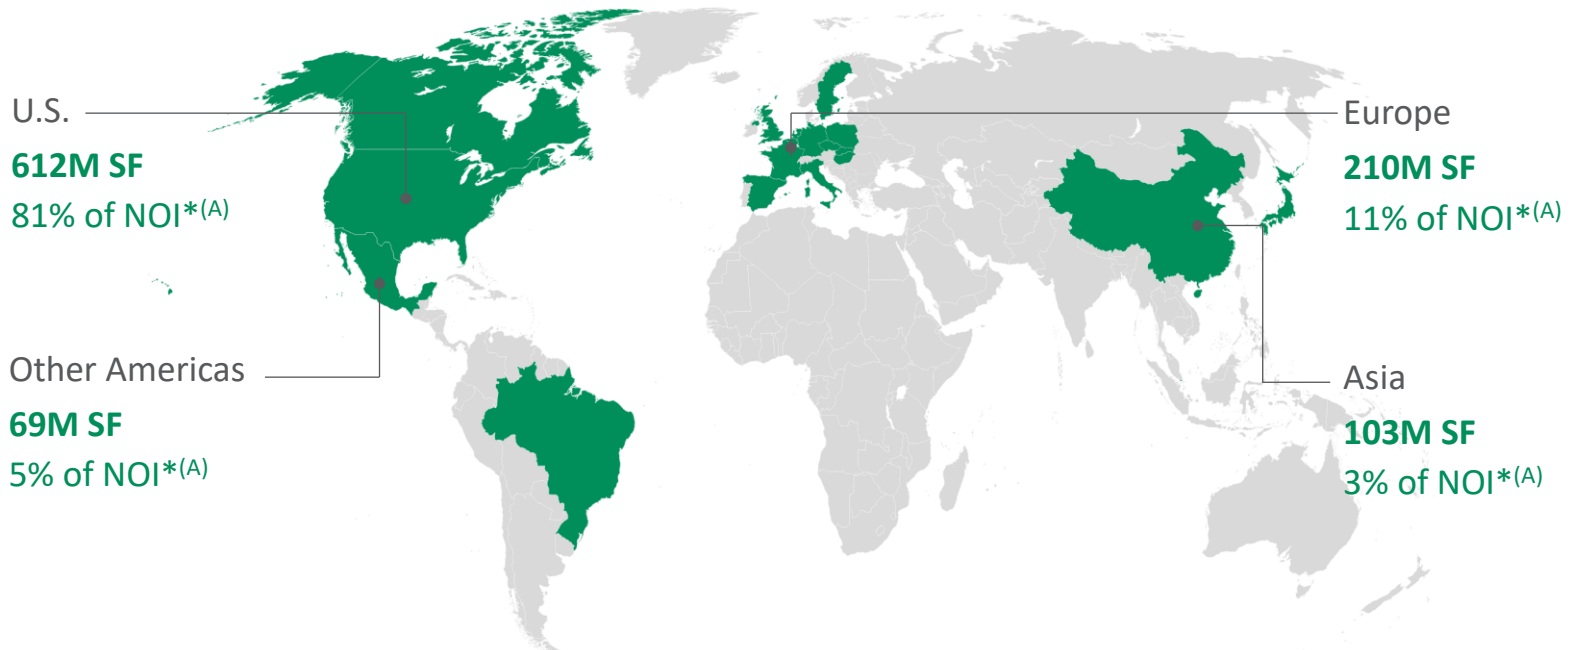 U.S.
612M SF
81% of NOI*(A)
Other Americas
69M SF
5% of NOI*(A)
Europe
210M SF
11% of NOI*(A)
Asia
103M SF
3% of NOI*(A)